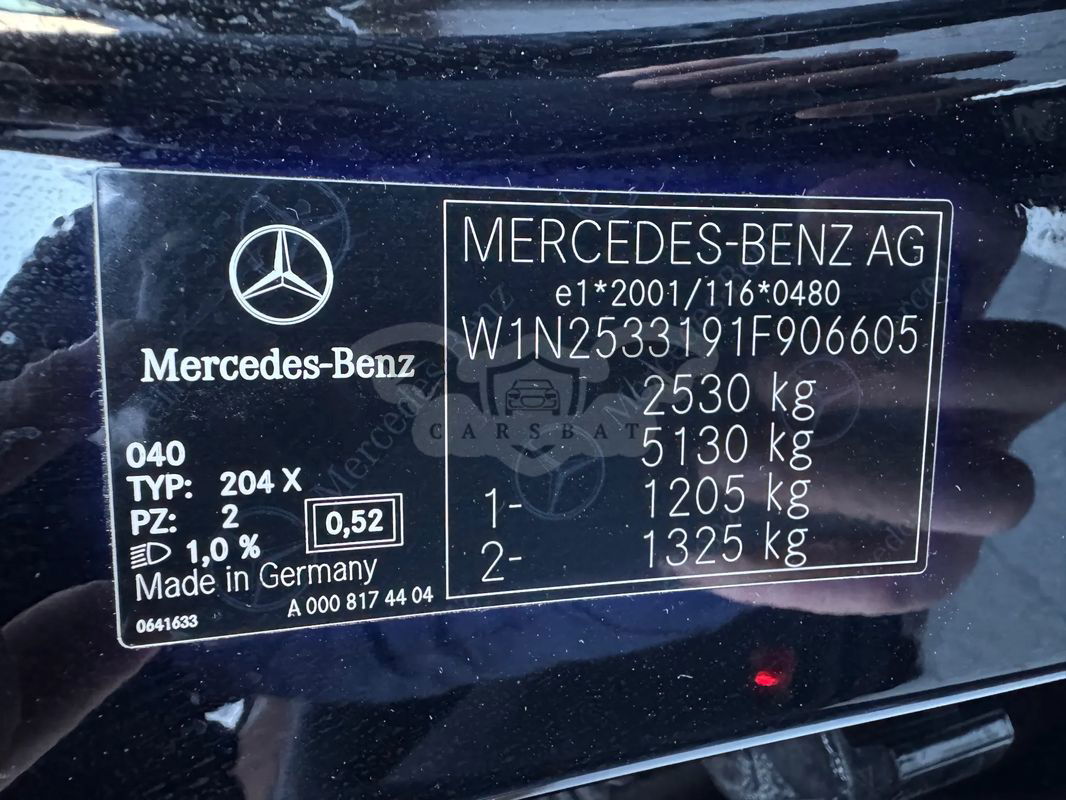 Mercedes-Benz
040
TYP: 204 X
PZ: 2
0,52
1,0 %
Made in Germany
A 000 817 44 04
0641633
MERCEDES-BENZ AG
e1*2001/116*0480
W1N2533191F906605
2530 kg
5130 kg
1- 1205 kg
2- 1325 kg
CARSBAT